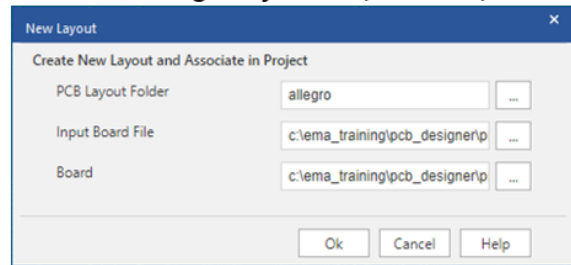 New Layout ×
Create New Layout and Associate in Project
PCB Layout Folder allegro ...
Input Board File c:\ema_training\pcb_designer\p ...
Board c:\ema_training\pcb_designer\p ...
Ok Cancel Help